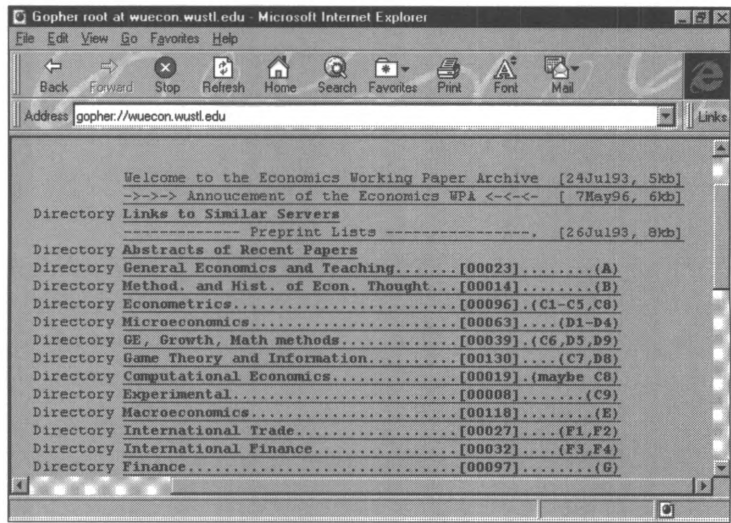 Gopher root at wuecon.wustl.edu - Microsoft Internet Explorer
File Edit View Go Favorites Help
Back Forward Stop Refresh Home Search Favorites Print Font Mail
Address gopher://wuecon.wustl.edu Links
Welcome to the Economics Working Paper Archive [24Jul93, 5kb]
->->-> Annoucement of the Economics WPA <-<-<- [ 7May96, 6kb]
Directory Links to Similar Servers
------------- Preprint Lists ----------------. [26Jul93, 8kb]
Directory Abstracts of Recent Papers
Directory General Economics and Teaching.......[00023]........(A)
Directory Method. and Hist. of Econ. Thought...[00014]........(B)
Directory Econometrics.........................[00096].(C1-C5,C8)
Directory Microeconomics.......................[00063]....(D1-D4)
Directory GE, Growth, Math methods.............[00039].(C6,D5,D9)
Directory Game Theory and Information..........[00130]....(C7,D8)
Directory Computational Economics..............[00019].(maybe C8)
Directory Experimental.........................[00008].......(C9)
Directory Macroeconomics.......................[00118]........(E)
Directory International Trade..................[00027]....(F1,F2)
Directory International Finance................[00032]....(F3,F4)
Directory Finance..............................[00097]........(G)